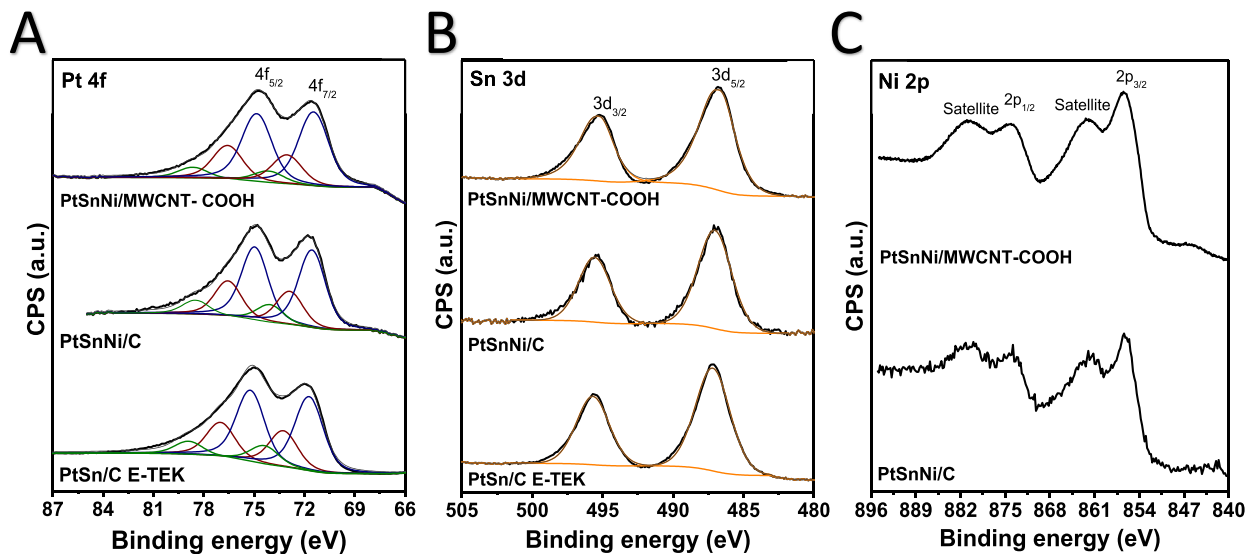 A
Pt 4f
4f5/2
4f7/2
PtSnNi/MWCNT- COOH
PtSnNi/C
PtSn/C E-TEK
CPS (a.u.)
87 84 81 78 75 72 69 66
Binding energy (eV)
B
Sn 3d
3d3/2
3d5/2
PtSnNi/MWCNT-COOH
PtSnNi/C
PtSn/C E-TEK
CPS (a.u.)
505 500 495 490 485 480
Binding energy (eV)
C
Ni 2p
Satellite
2p1/2
Satellite
2p3/2
PtSnNi/MWCNT-COOH
PtSnNi/C
CPS (a.u.)
896 889 882 875 868 861 854 847 840
Binding energy (eV)